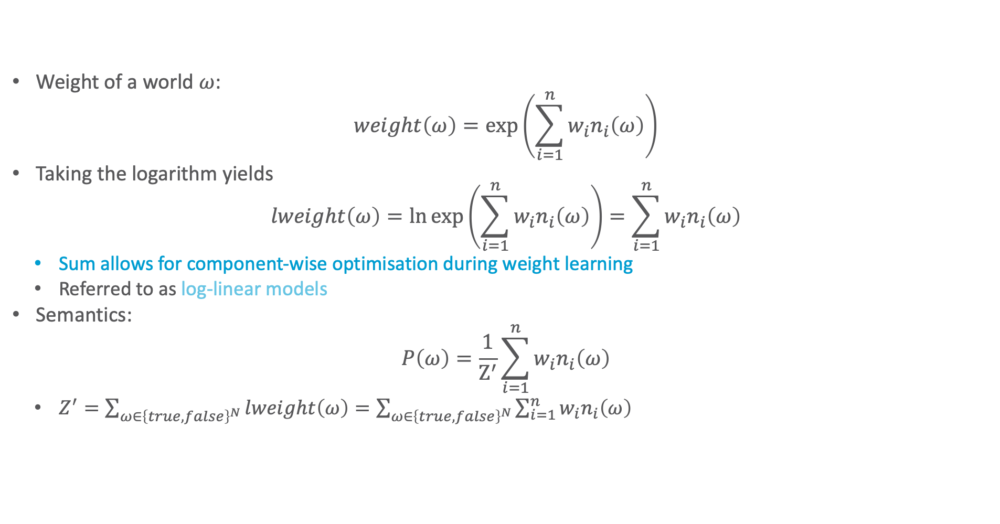 • Weight of a world ω:
weight(ω) = exp(∑_{i=1}^{n} w_i n_i(ω))
• Taking the logarithm yields
lweight(ω) = ln exp(∑_{i=1}^{n} w_i n_i(ω)) = ∑_{i=1}^{n} w_i n_i(ω)
• Sum allows for component-wise optimisation during weight learning
• Referred to as log-linear models
• Semantics:
P(ω) = \frac{1}{Z′} ∑_{i=1}^{n} w_i n_i(ω)
• Z′ = ∑_{ω∈{true,false}^N} lweight(ω) = ∑_{ω∈{true,false}^N} ∑_{i=1}^{n} w_i n_i(ω)